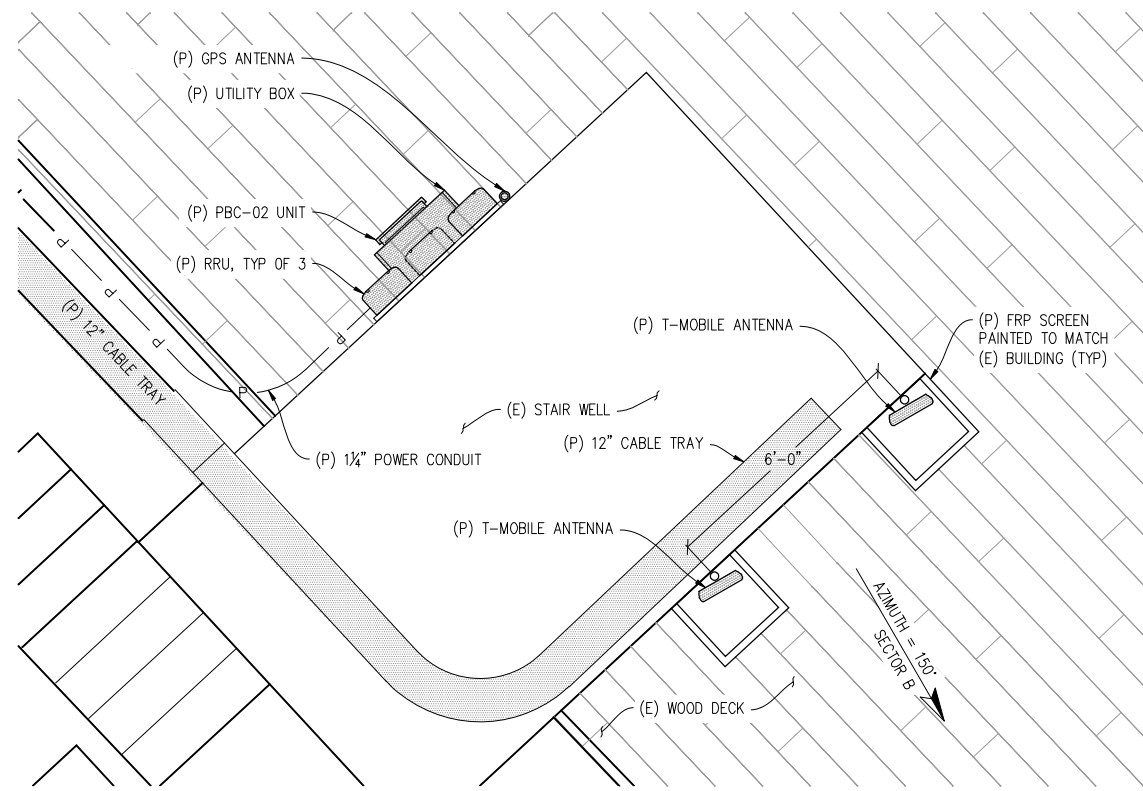 (P) GPS ANTENNA
(P) UTILITY BOX
(P) PBC-02 UNIT
(P) RRU, TYP OF 3
P
P
P
P
P
(P) 12" CABLE TRAY
(P) T-MOBILE ANTENNA
(P) FRP SCREEN
PAINTED TO MATCH
(E) BUILDING (TYP)
(E) STAIR WELL
(P) 12" CABLE TRAY
(P) 1¼" POWER CONDUIT
6'-0"
(P) T-MOBILE ANTENNA
AZIMUTH = 150°
SECTOR B
(E) WOOD DECK